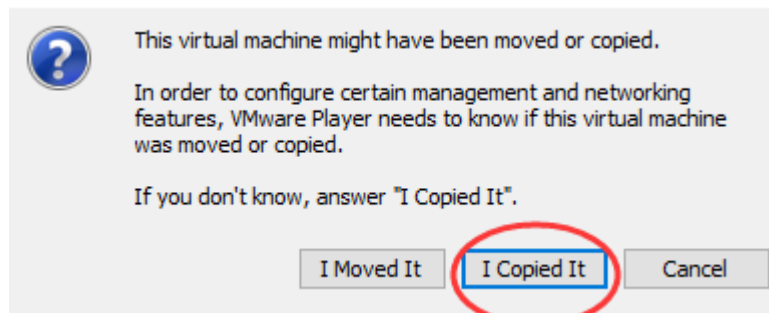 This virtual machine might have been moved or copied.
In order to configure certain management and networking
features, VMware Player needs to know if this virtual machine
was moved or copied.
If you don't know, answer "I Copied It".
I Moved It
I Copied It
Cancel